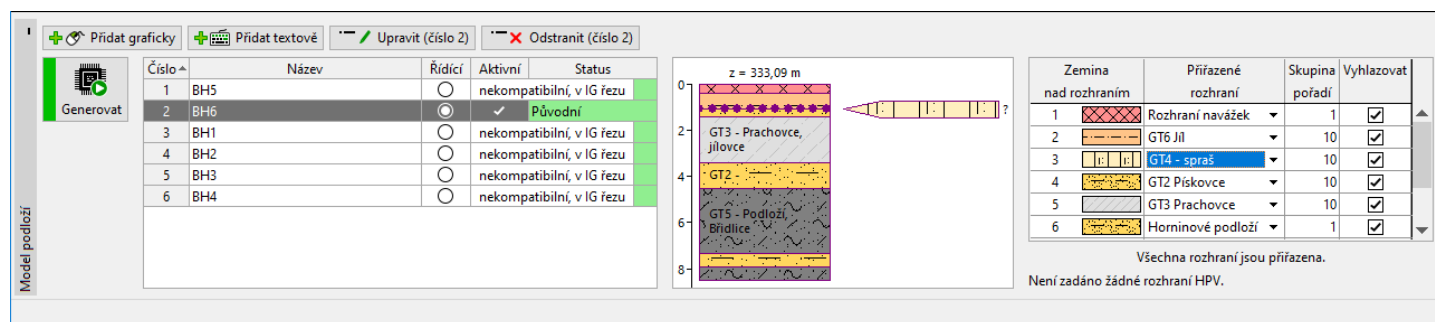 Přidat graficky Přidat textově Upravit (číslo 2) Odstranit (číslo 2)
Model podloží
Generovat
Číslo Název Řídící Aktivní Status
1 BH5 nekompatibilní, v IG řezu
2 BH6 Původní
3 BH1 nekompatibilní, v IG řezu
4 BH2 nekompatibilní, v IG řezu
5 BH3 nekompatibilní, v IG řezu
6 BH4 nekompatibilní, v IG řezu
z = 333,09 m
0
2
4
6
8
GT3 - Prachovce,
jílovce
GT2 -
GT5 - Podloží,
Břidlice
?
Zemina Přiřazené Skupina Vyhlazovat
nad rozhraním rozhraní pořadí
1 Rozhraní navážek 1
2 GT6 Jíl 10
3 GT4 - spraš 10
4 GT2 Pískovce 10
5 GT3 Prachovce 10
6 Horninové podloží 1
Všechna rozhraní jsou přiřazena.
Není zadáno žádné rozhraní HPV.